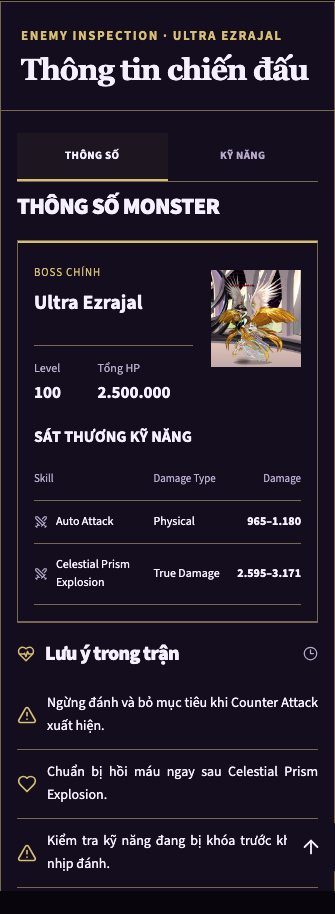 ENEMY INSPECTION · ULTRA EZRAJAL
Thông tin chiến đấu
THÔNG SỐ
KỸ NĂNG
THÔNG SỐ MONSTER
BOSS CHÍNH
Ultra Ezrajal
Level
Tổng HP
100
2.500.000
SÁT THƯƠNG KỸ NĂNG
Skill
Damage Type
Damage
Auto Attack
Physical
965–1.180
Celestial Prism
Explosion
True Damage
2.595–3.171
Lưu ý trong trận
Ngừng đánh và bỏ mục tiêu khi Counter Attack
xuất hiện.
Chuẩn bị hồi máu ngay sau Celestial Prism
Explosion.
Kiểm tra kỹ năng đang bị khóa trước
nhịp đánh.